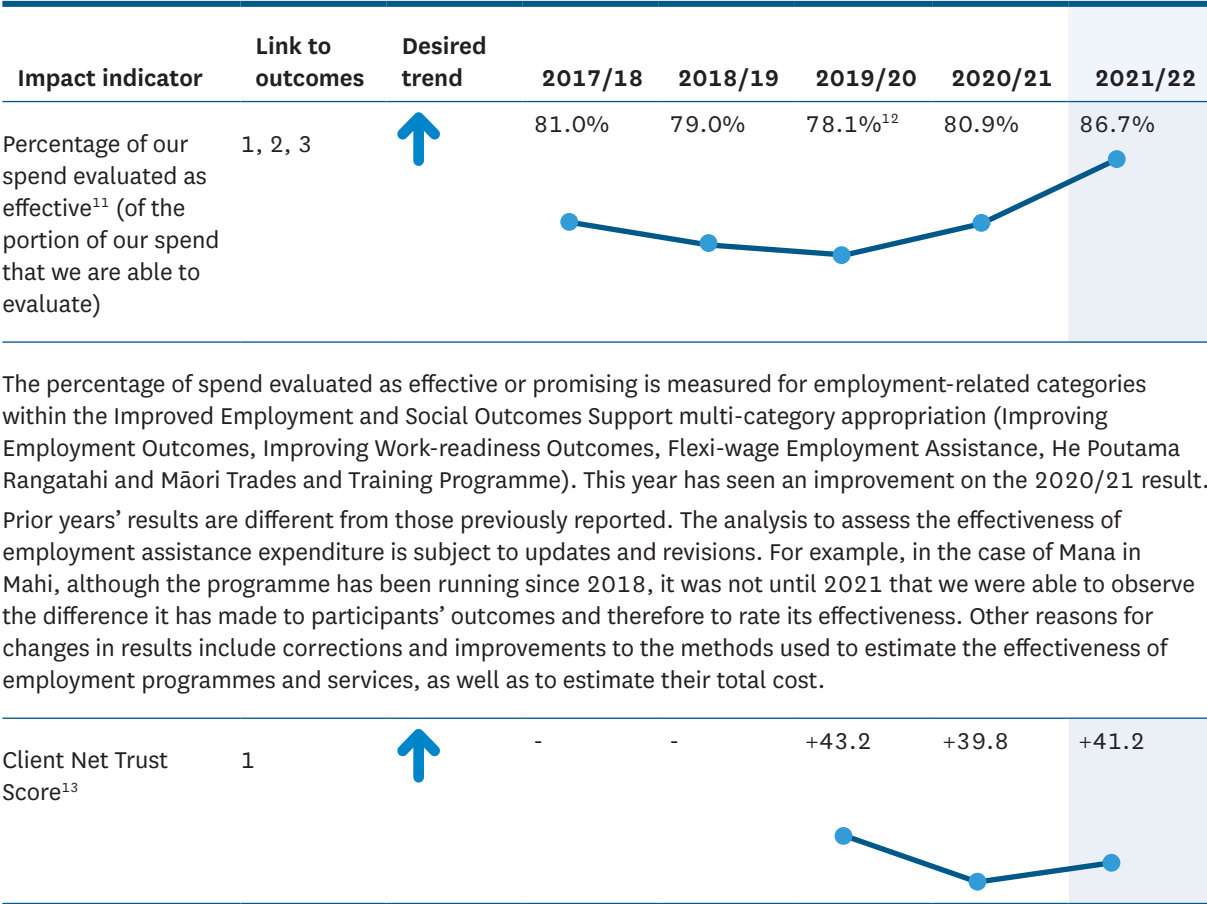 Impact indicator Link to outcomes Desired trend 2017/18 2018/19 2019/20 2020/21 2021/22
Percentage of our spend evaluated as effective¹¹ (of the portion of our spend that we are able to evaluate) 1, 2, 3 81.0% 79.0% 78.1%¹² 80.9% 86.7%
The percentage of spend evaluated as effective or promising is measured for employment-related categories
within the Improved Employment and Social Outcomes Support multi-category appropriation (Improving
Employment Outcomes, Improving Work-readiness Outcomes, Flexi-wage Employment Assistance, He Poutama
Rangatahi and Māori Trades and Training Programme). This year has seen an improvement on the 2020/21 result.
Prior years' results are different from those previously reported. The analysis to assess the effectiveness of
employment assistance expenditure is subject to updates and revisions. For example, in the case of Mana in
Mahi, although the programme has been running since 2018, it was not until 2021 that we were able to observe
the difference it has made to participants' outcomes and therefore to rate its effectiveness. Other reasons for
changes in results include corrections and improvements to the methods used to estimate the effectiveness of
employment programmes and services, as well as to estimate their total cost.
Client Net Trust Score¹³ 1 - - +43.2 +39.8 +41.2